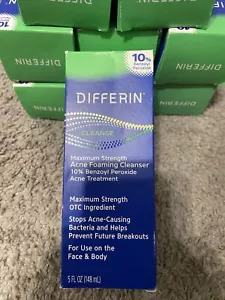 10%
Benzoyl
Peroxide
DIFFERIN
CLEANSE
Maximum Strength
Acne Foaming Cleanser
10% Benzoyl Peroxide
Acne Treatment
Maximum Strength
OTC Ingredient
Stops Acne-Causing
Bacteria and Helps
Prevent Future Breakouts
For Use on the
Face & Body
5 FL OZ (148 mL)